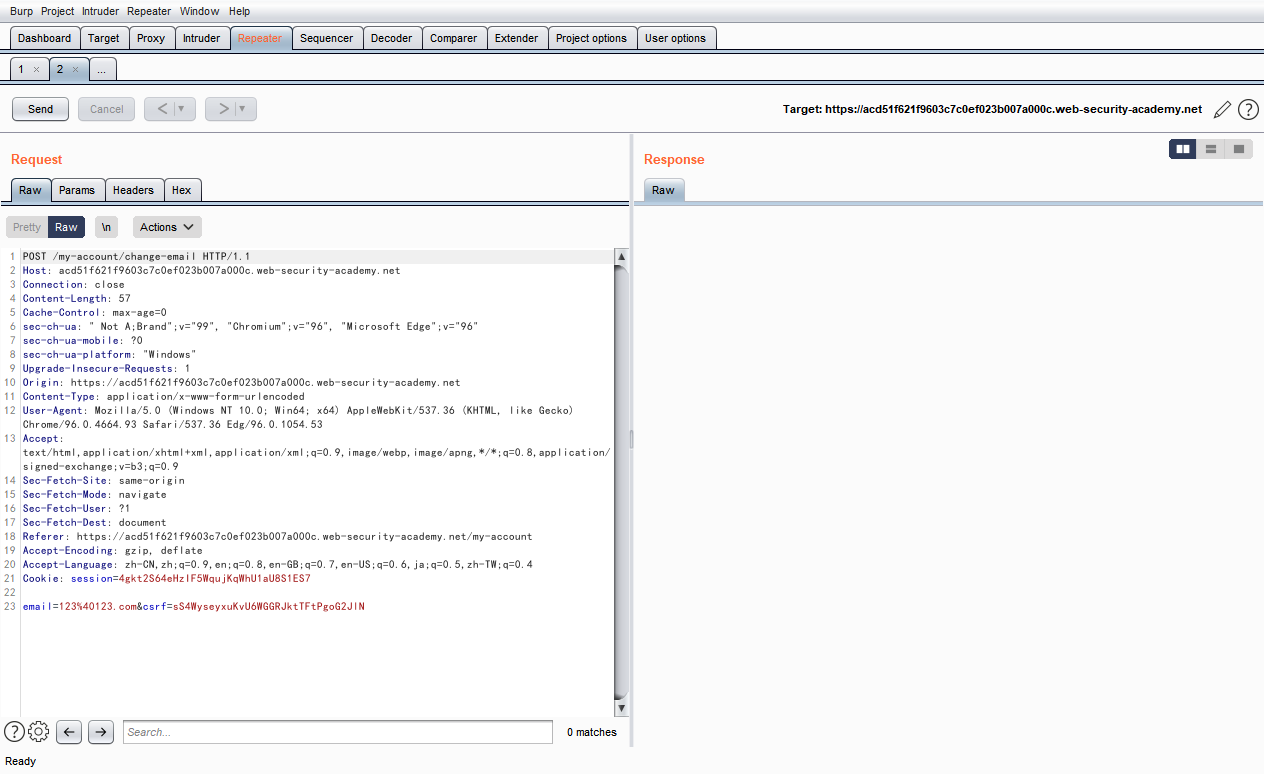 Burp Project Intruder Repeater Window Help
Dashboard Target Proxy Intruder Repeater Sequencer Decoder Comparer Extender Project options User options
1 × 2 × ...
Send Cancel < ▼ > ▼ Target: https://acd51f621f9603c7c0ef023b007a000c.web-security-academy.net ?
Request
Raw Params Headers Hex
Pretty Raw \n Actions
1 POST /my-account/change-email HTTP/1.1
2 Host: acd51f621f9603c7c0ef023b007a000c.web-security-academy.net
3 Connection: close
4 Content-Length: 57
5 Cache-Control: max-age=0
6 sec-ch-ua: " Not A;Brand";v="99", "Chromium";v="96", "Microsoft Edge";v="96"
7 sec-ch-ua-mobile: ?0
8 sec-ch-ua-platform: "Windows"
9 Upgrade-Insecure-Requests: 1
10 Origin: https://acd51f621f9603c7c0ef023b007a000c.web-security-academy.net
11 Content-Type: application/x-www-form-urlencoded
12 User-Agent: Mozilla/5.0 (Windows NT 10.0; Win64; x64) AppleWebKit/537.36 (KHTML, like Gecko)
Chrome/96.0.4664.93 Safari/537.36 Edg/96.0.1054.53
13 Accept:
text/html,application/xhtml+xml,application/xml;q=0.9,image/webp,image/apng,*/*;q=0.8,application/
signed-exchange;v=b3;q=0.9
14 Sec-Fetch-Site: same-origin
15 Sec-Fetch-Mode: navigate
16 Sec-Fetch-User: ?1
17 Sec-Fetch-Dest: document
18 Referer: https://acd51f621f9603c7c0ef023b007a000c.web-security-academy.net/my-account
19 Accept-Encoding: gzip, deflate
20 Accept-Language: zh-CN,zh;q=0.9,en;q=0.8,en-GB;q=0.7,en-US;q=0.6,ja;q=0.5,zh-TW;q=0.4
21 Cookie: session=4gkt2S64eHzIF5WqujKqWhU1aU8S1ES7
22
23 email=123%40123.com&csrf=sS4WyseyxuKvU6WGGRJktTFtPgoG2JlN
? Search... 0 matches
Response
Raw
Ready